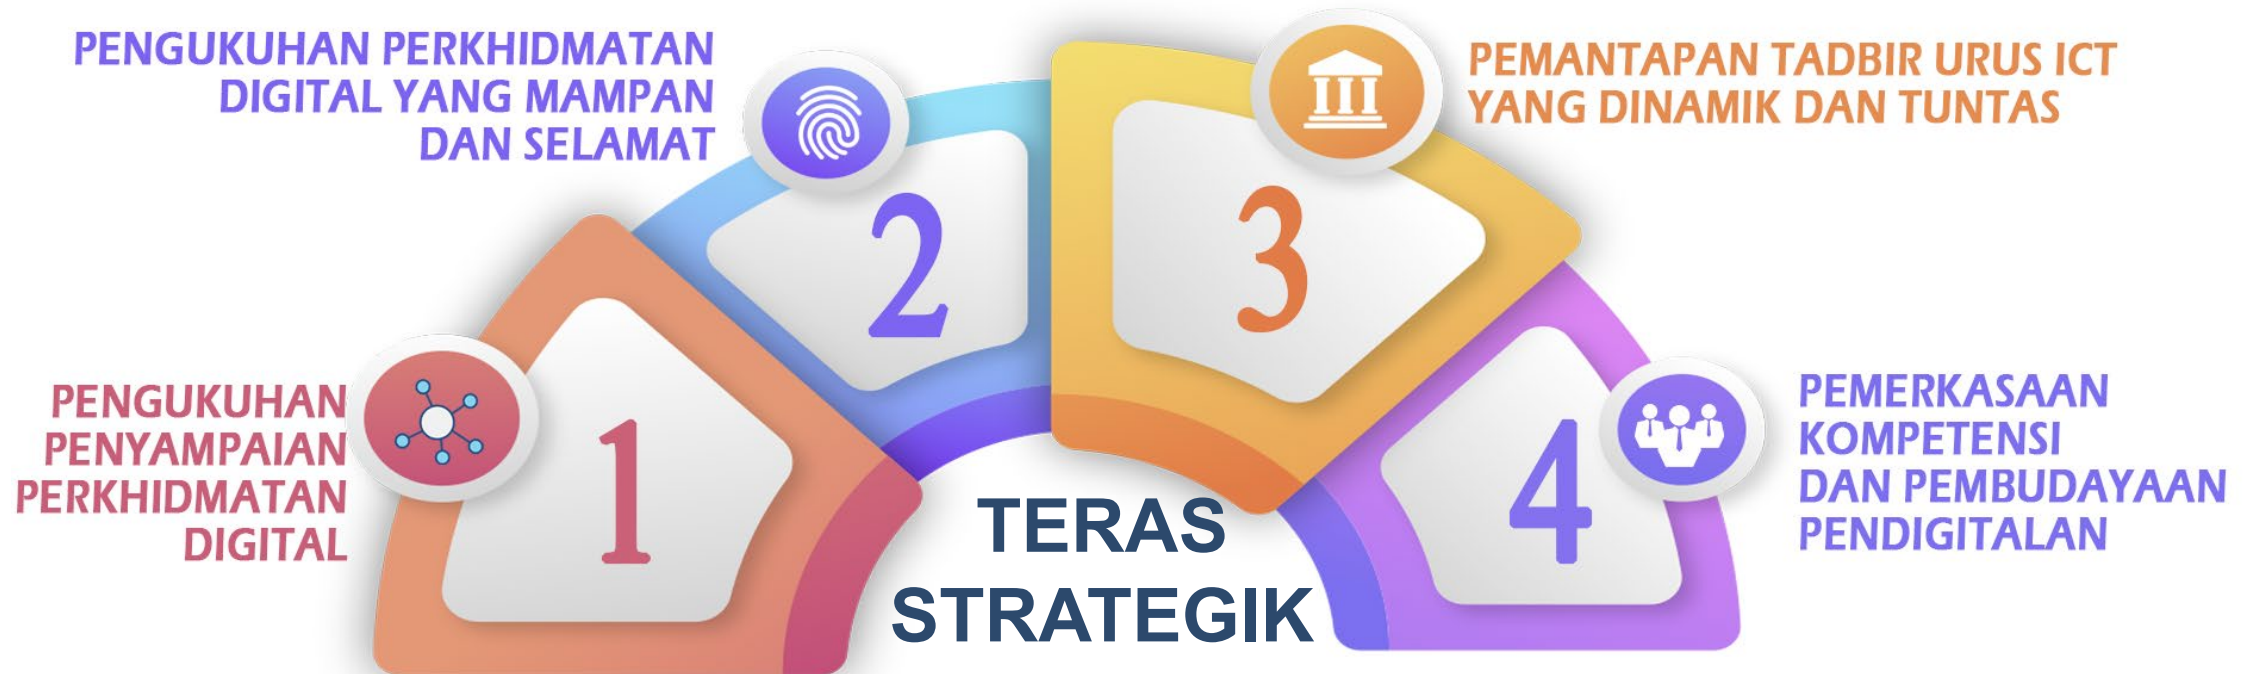 PENGUKUHAN
PENYAMPAIAN
PERKHIDMATAN
DIGITAL
1
PENGUKUHAN PERKHIDMATAN
DIGITAL YANG MAMPAN
DAN SELAMAT
2
PEMANTAPAN TADBIR URUS ICT
YANG DINAMIK DAN TUNTAS
3
PEMERKASAAN
KOMPETENSI
DAN PEMBUDAYAAN
PENDIGITALAN
4
TERAS
STRATEGIK